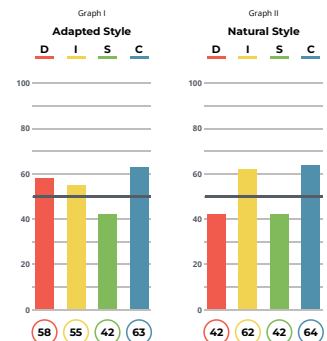 Graph I
Adapted Style
D I S C
100
80
60
40
20
0
58 55 42 63
Graph II
Natural Style
D I S C
100
80
60
40
20
0
42 62 42 64